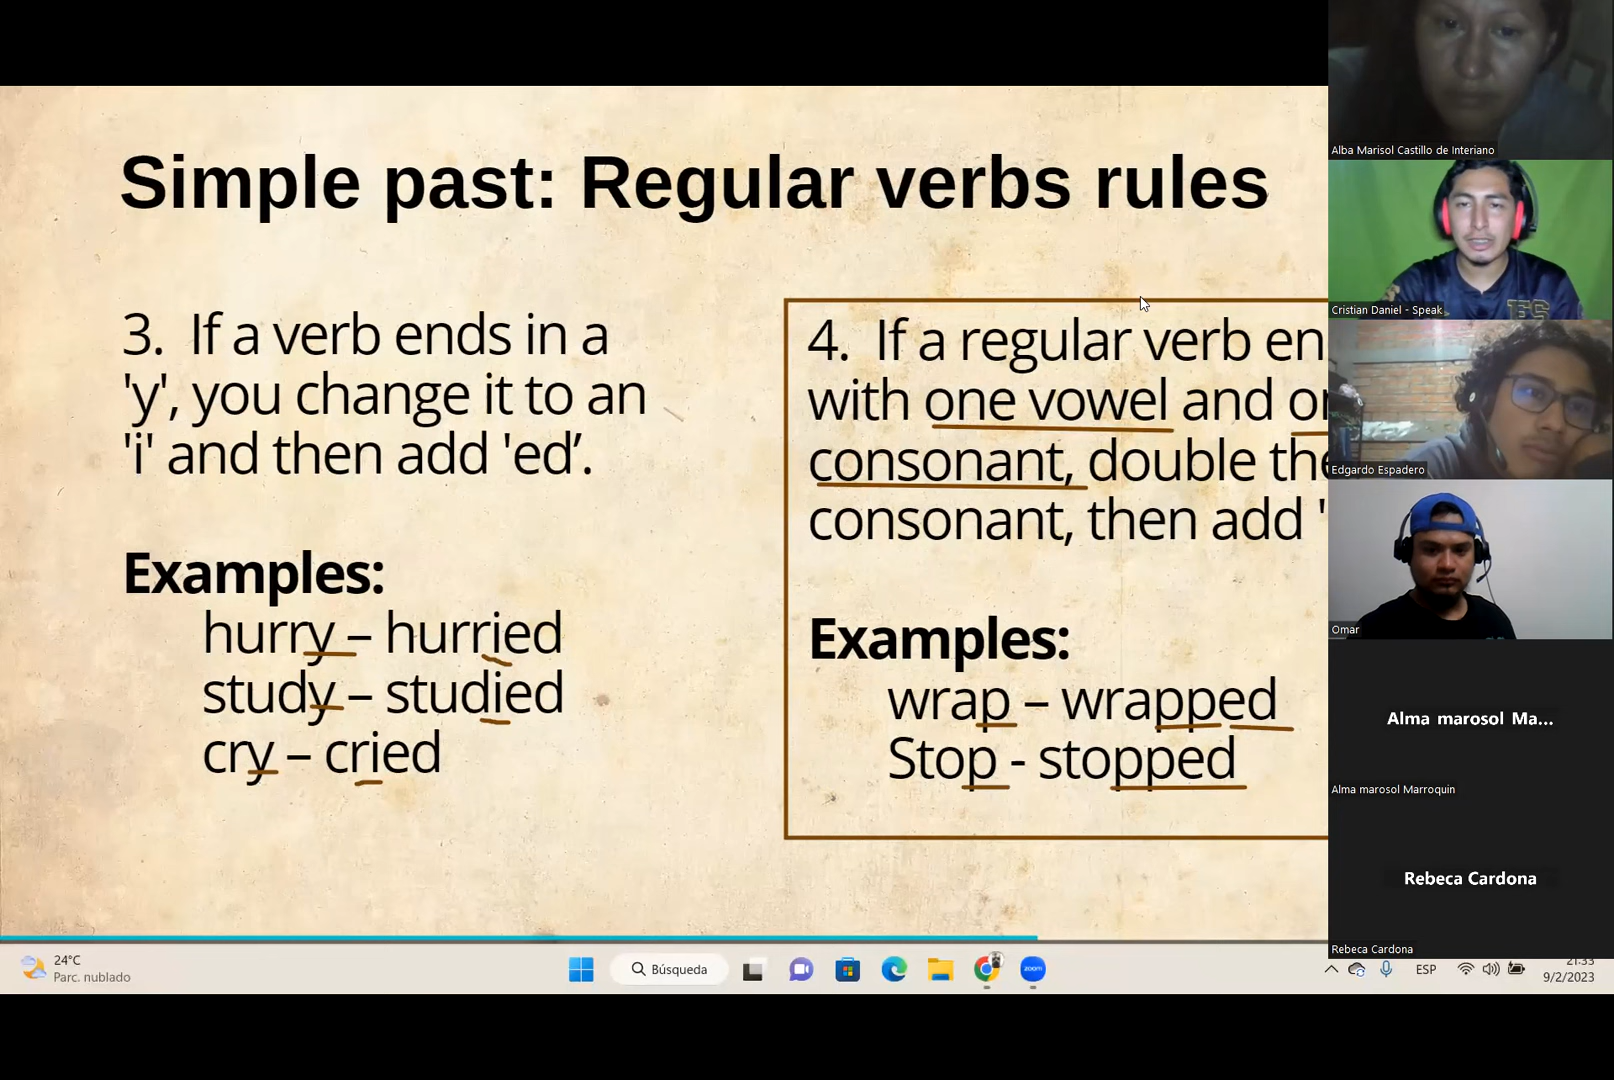 Simple past: Regular verbs rules
3. If a verb ends in a
'y', you change it to an
'i' and then add 'ed’.
Examples:
hurry – hurried
study – studied
cry – cried
4. If a regular verb en
with one vowel and
consonant, double the
consonant, then add '
Examples:
wrap – wrapped
Stop - stopped
Alba Marisol Castillo de Interiano
Cristian Daniel - Speak
Edgardo Espadero
Omar
Alma marosol Ma...
Alma marosol Marroquin
Rebeca Cardona
Rebeca Cardona
24°C
Parc. nublado
Búsqueda
zoom
ESP
21:33
9/2/2023